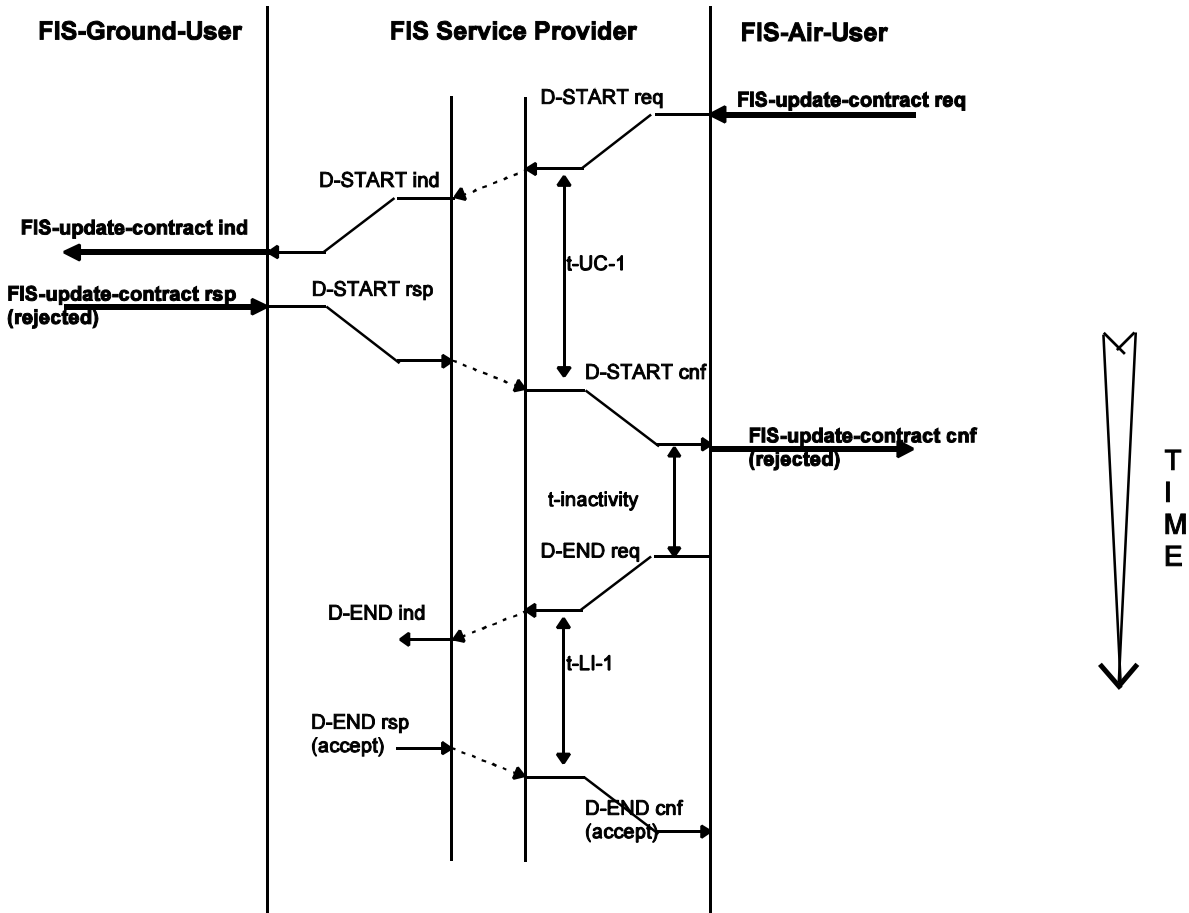 FIS-Ground-User
FIS Service Provider
FIS-Air-User
D-START req
FIS-update-contract req
D-START ind
FIS-update-contract ind
t-UC-1
FIS-update-contract rsp
(rejected)
D-START rsp
D-START cnf
FIS-update-contract cnf
(rejected)
t-inactivity
D-END req
D-END ind
t-LI-1
D-END rsp
(accept)
D-END cnf
(accept)
T
I
M
E